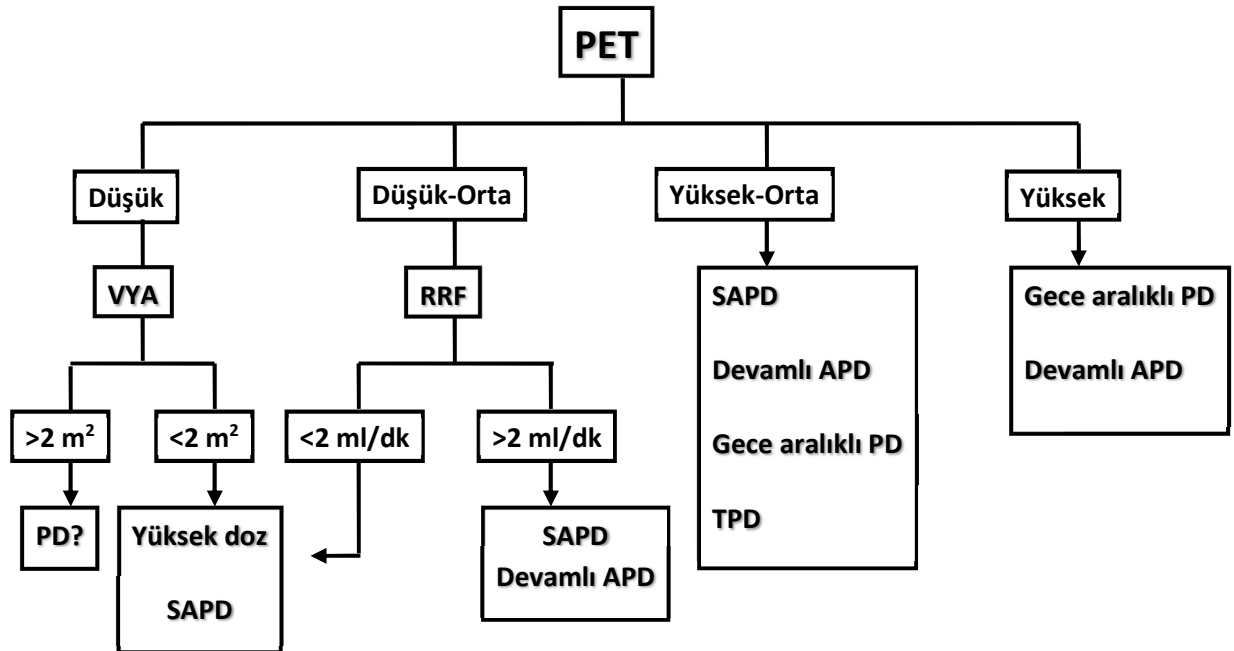 PET
Düşük
Düşük-Orta
Yüksek-Orta
Yüksek
VYA
RRF
SAPD
Devamlı APD
Gece aralıklı PD
TPD
Gece aralıklı PD
Devamlı APD
>2 m²
<2 m²
<2 ml/dk
>2 ml/dk
PD?
Yüksek doz
SAPD
SAPD
Devamlı APD